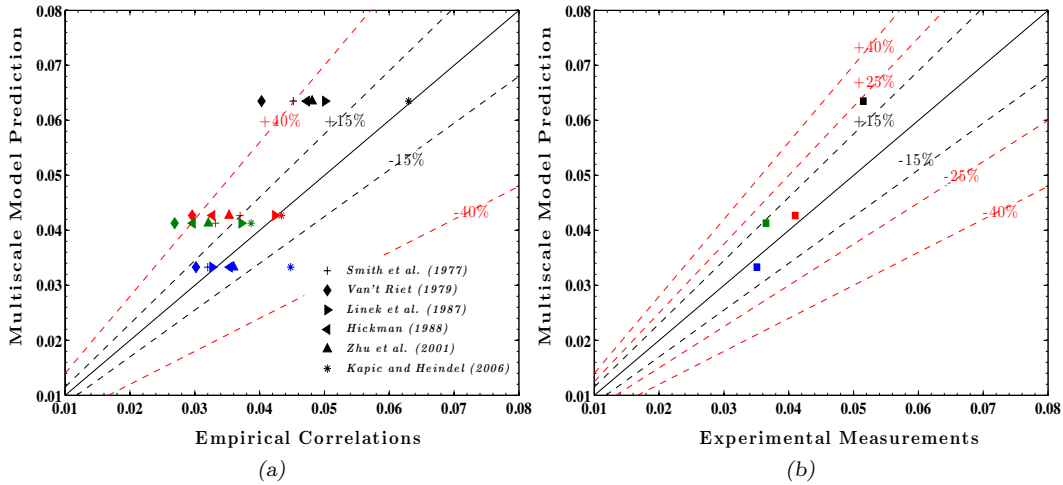 0.08
0.07
0.06
0.05
0.04
0.03
0.02
0.01
Multiscale Model Prediction
+40%
+15%
-15%
-40%
Smith et al. (1977)
Van't Riet (1979)
Linek et al. (1987)
Hickman (1988)
Zhu et al. (2001)
Kapic and Heindel (2006)
0.01 0.02 0.03 0.04 0.05 0.06 0.07 0.08
Empirical Correlations
(a)
0.08
0.07
0.06
0.05
0.04
0.03
0.02
0.01
Multiscale Model Prediction
+40%
+25%
+15%
-15%
-25%
-40%
0.01 0.02 0.03 0.04 0.05 0.06 0.07 0.08
Experimental Measurements
(b)